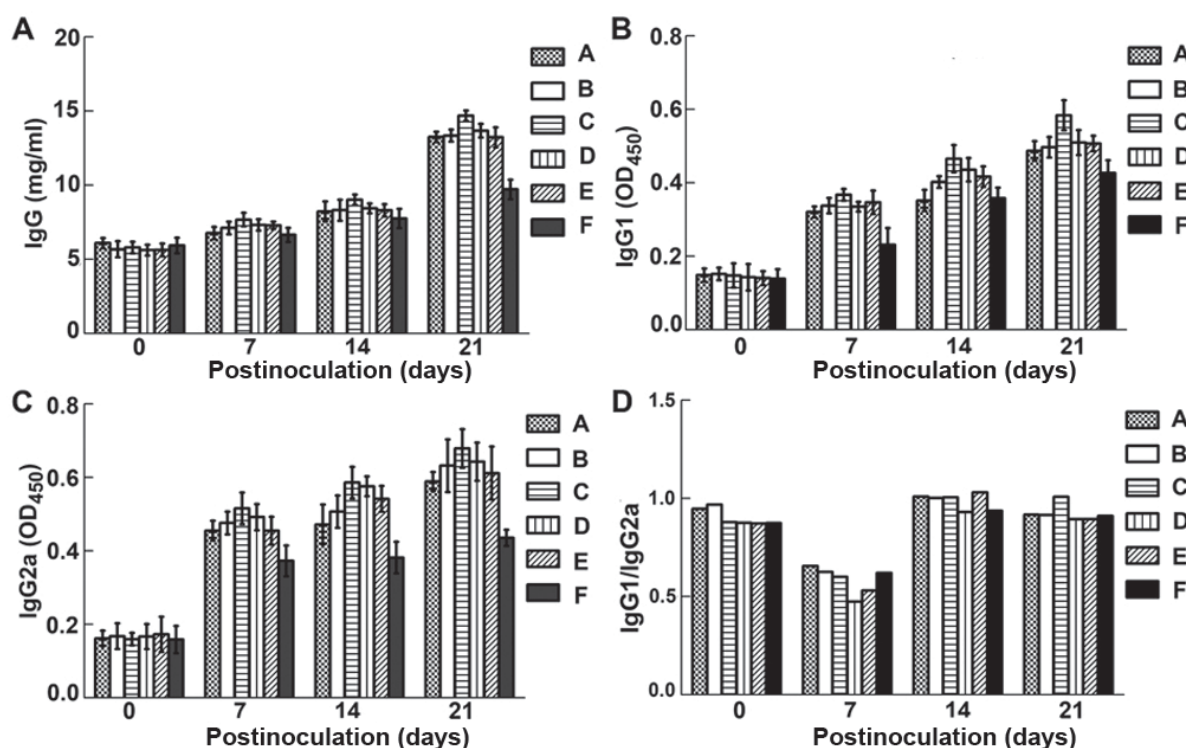 A
IgG (mg/ml)
20
15
10
5
0
0 7 14 21
Postinoculation (days)
A
B
C
D
E
F
B
IgG1 (OD450)
0.8
0.6
0.4
0.2
0.0
0 7 14 21
Postinoculation (days)
A
B
C
D
E
F
C
IgG2a (OD450)
0.8
0.6
0.4
0.2
0.0
0 7 14 21
Postinoculation (days)
A
B
C
D
E
F
D
IgG1/IgG2a
1.5
1.0
0.5
0.0
0 7 14 21
Postinoculation (days)
A
B
C
D
E
F